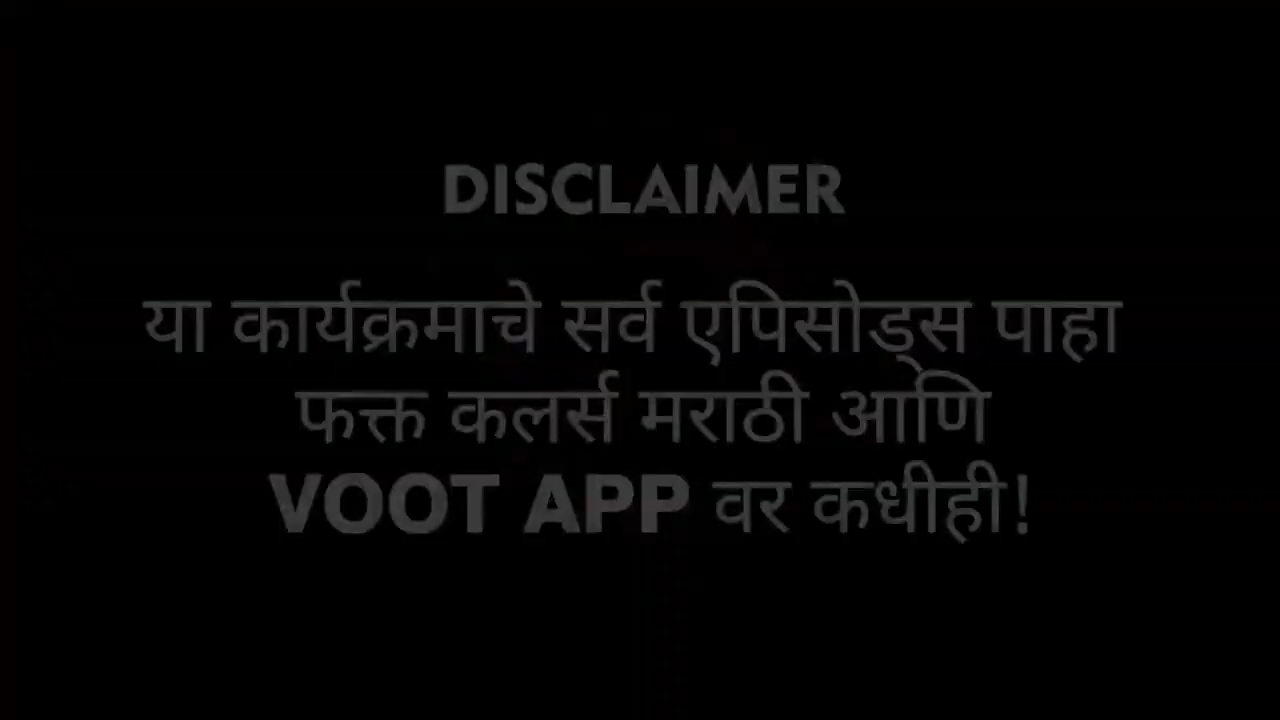 DISCLAIMER
या कार्यक्रमाचे सर्व एपिसोड्स पाहा
फक्त कलर्स मराठी आणि
VOOT APP वर कधीही!